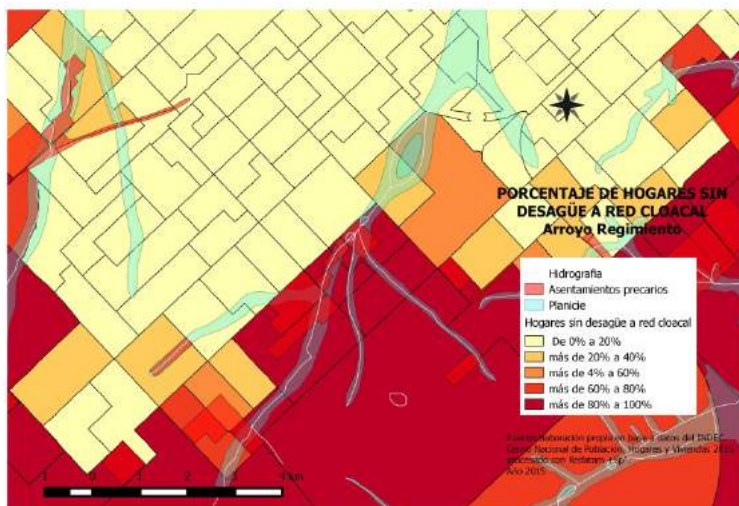 PORCENTAJE DE HOGARES SIN
DESAGÜE A RED CLOACAL
Arroyo Regimiento
Hidrografía
Asentamientos precarios
Planicie
Hogares sin desagüe a red cloacal
De 0% a 20%
más de 20% a 40%
más de 4% a 60%
más de 60% a 80%
más de 80% a 100%
elaboración propia en base a datos del INDEC
Censo Nacional de Población, Hogares y Viviendas
procesado con Redatam
Año 2015
1 0 1 2 3 4 km